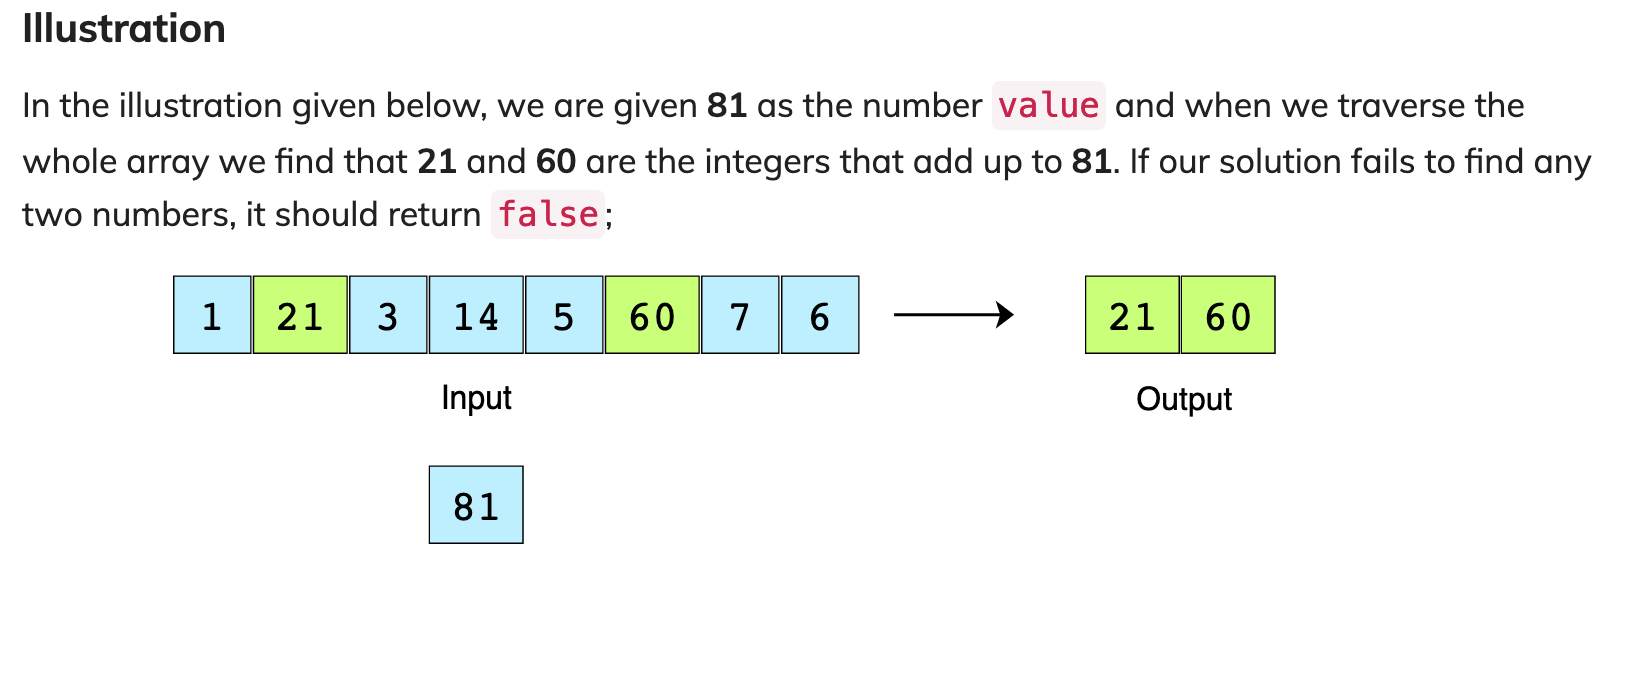 Illustration
In the illustration given below, we are given 81 as the number value and when we traverse the
whole array we find that 21 and 60 are the integers that add up to 81. If our solution fails to find any
two numbers, it should return false;
1 21 3 14 5 60 7 6 21 60
Input Output
81